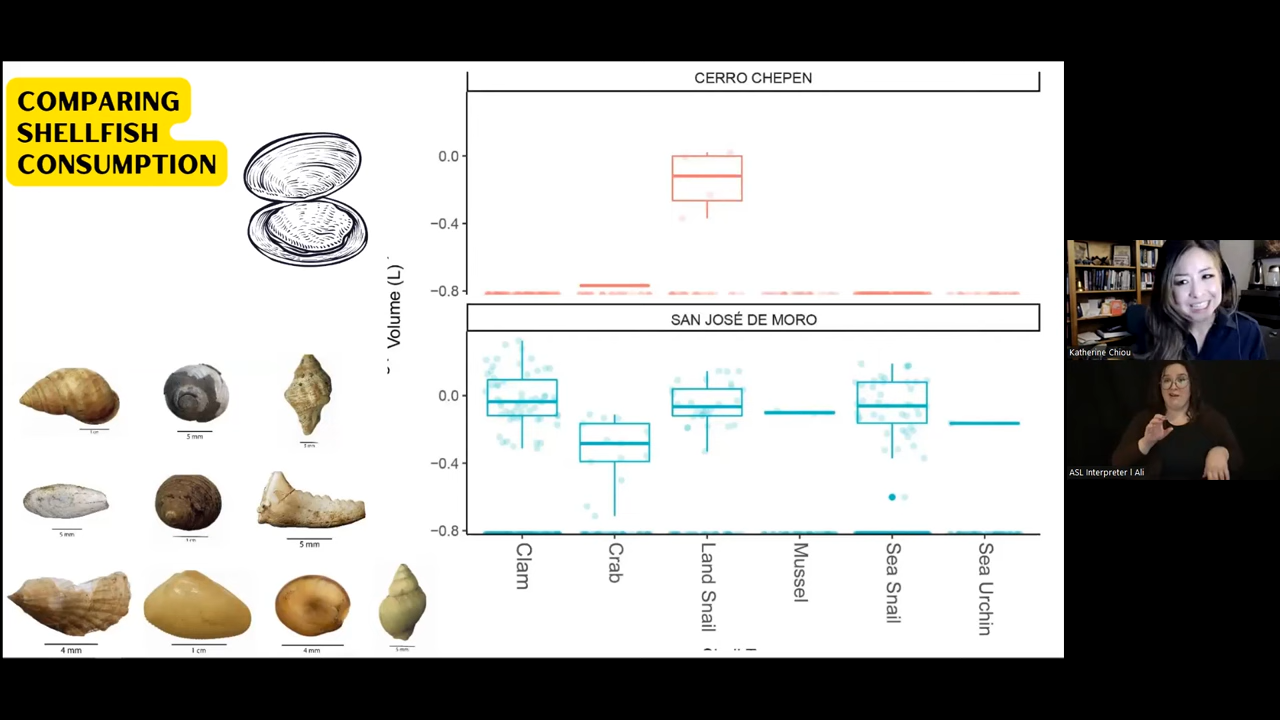 COMPARING
SHELLFISH
CONSUMPTION
CERRO CHEPEN
0.0
−0.4
−0.8
Volume (L)
SAN JOSÉ DE MORO
0.0
−0.4
−0.8
Clam
Crab
Land Snail
Mussel
Sea Snail
Sea Urchin
5 mm
5 mm
5 mm
4 mm
1 cm
4 mm
Katherine Chiou
ASL Interpreter | Ali